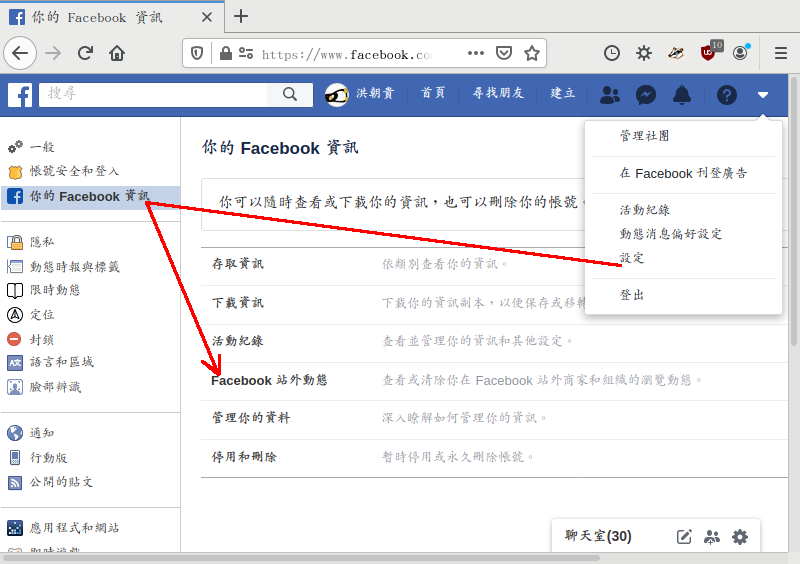 你的 Facebook 資訊
https://www.facebook.co
10
搜尋
洪朝貴
首頁
尋找朋友
建立
管理社團
在 Facebook 刊登廣告
活動紀錄
動態消息偏好設定
設定
登出
一般
帳號安全和登入
你的 Facebook 資訊
隱私
動態時報與標籤
限時動態
定位
封鎖
語言和區域
臉部辨識
通知
行動版
公開的貼文
應用程式和網站
即時遊戲
你的 Facebook 資訊
你可以隨時查看或下載你的資訊，也可以刪除你的帳號。
存取資訊 依類別查看你的資訊。
下載資訊 下載你的資訊副本，以便保存或移轉
活動紀錄 查看並管理你的資訊和其他設定。
Facebook 站外動態 查看或清除你在 Facebook 站外商家和組織的瀏覽動態。
管理你的資料 深入瞭解如何管理你的資訊。
停用和刪除 暫時停用或永久刪除帳號。
聊天室(30)